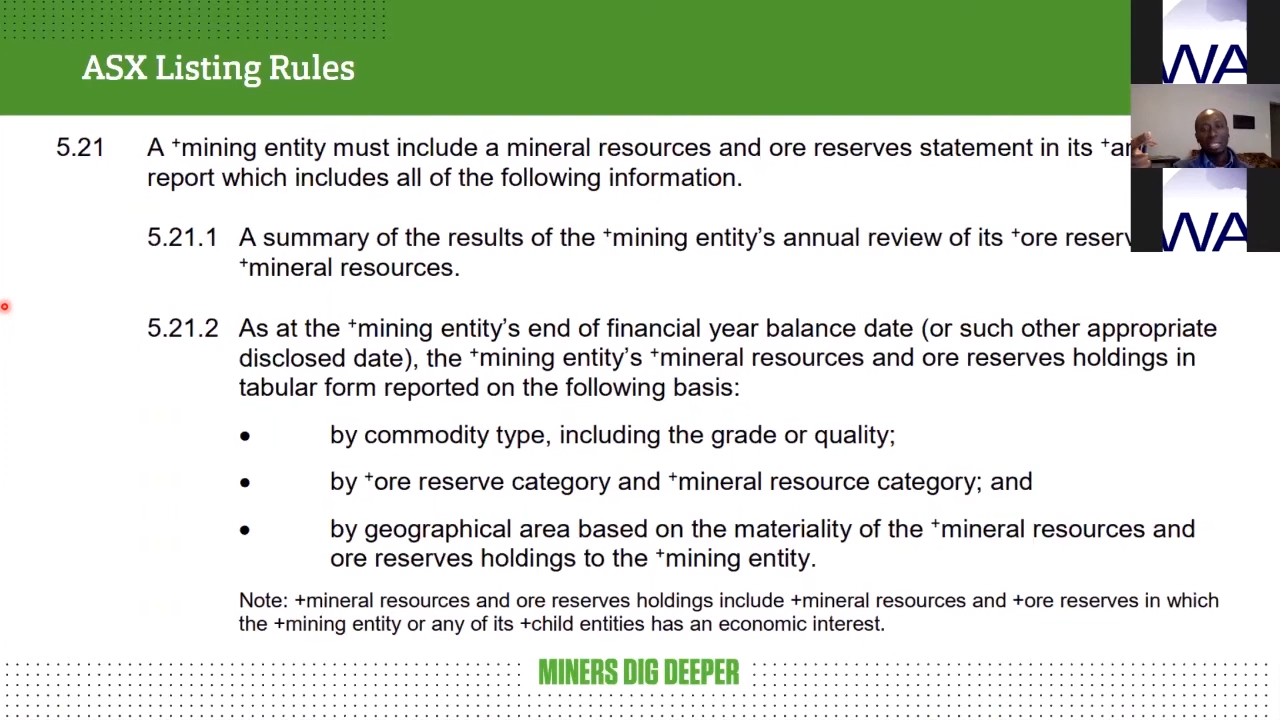 ASX Listing Rules
5.21 A +mining entity must include a mineral resources and ore reserves statement in its
report which includes all of the following information.
5.21.1 A summary of the results of the +mining entity’s annual review of its +ore
+mineral resources.
5.21.2 As at the +mining entity’s end of financial year balance date (or such other appropriate
disclosed date), the +mining entity’s +mineral resources and ore reserves holdings in
tabular form reported on the following basis:
• by commodity type, including the grade or quality;
• by +ore reserve category and +mineral resource category; and
• by geographical area based on the materiality of the +mineral resources and
ore reserves holdings to the +mining entity.
Note: +mineral resources and ore reserves holdings include +mineral resources and +ore reserves in which
the +mining entity or any of its +child entities has an economic interest.
MINERS DIG DEEPER
WA
WA